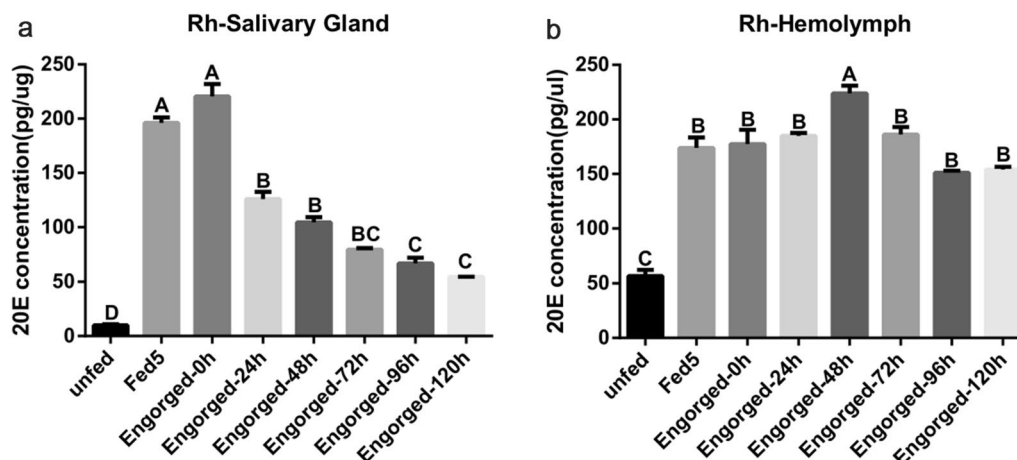 a
Rh-Salivary Gland
20E concentration(pg/ug)
250
200
150
100
50
0
D
A
A
B
B
BC
C
C
unfed
Fed5
Engorged-0h
Engorged-24h
Engorged-48h
Engorged-72h
Engorged-96h
Engorged-120h
b
Rh-Hemolymph
20E concentration(pg/ul)
250
200
150
100
50
0
C
B
B
B
A
B
B
B
unfed
Fed5
Engorged-0h
Engorged-24h
Engorged-48h
Engorged-72h
Engorged-96h
Engorged-120h